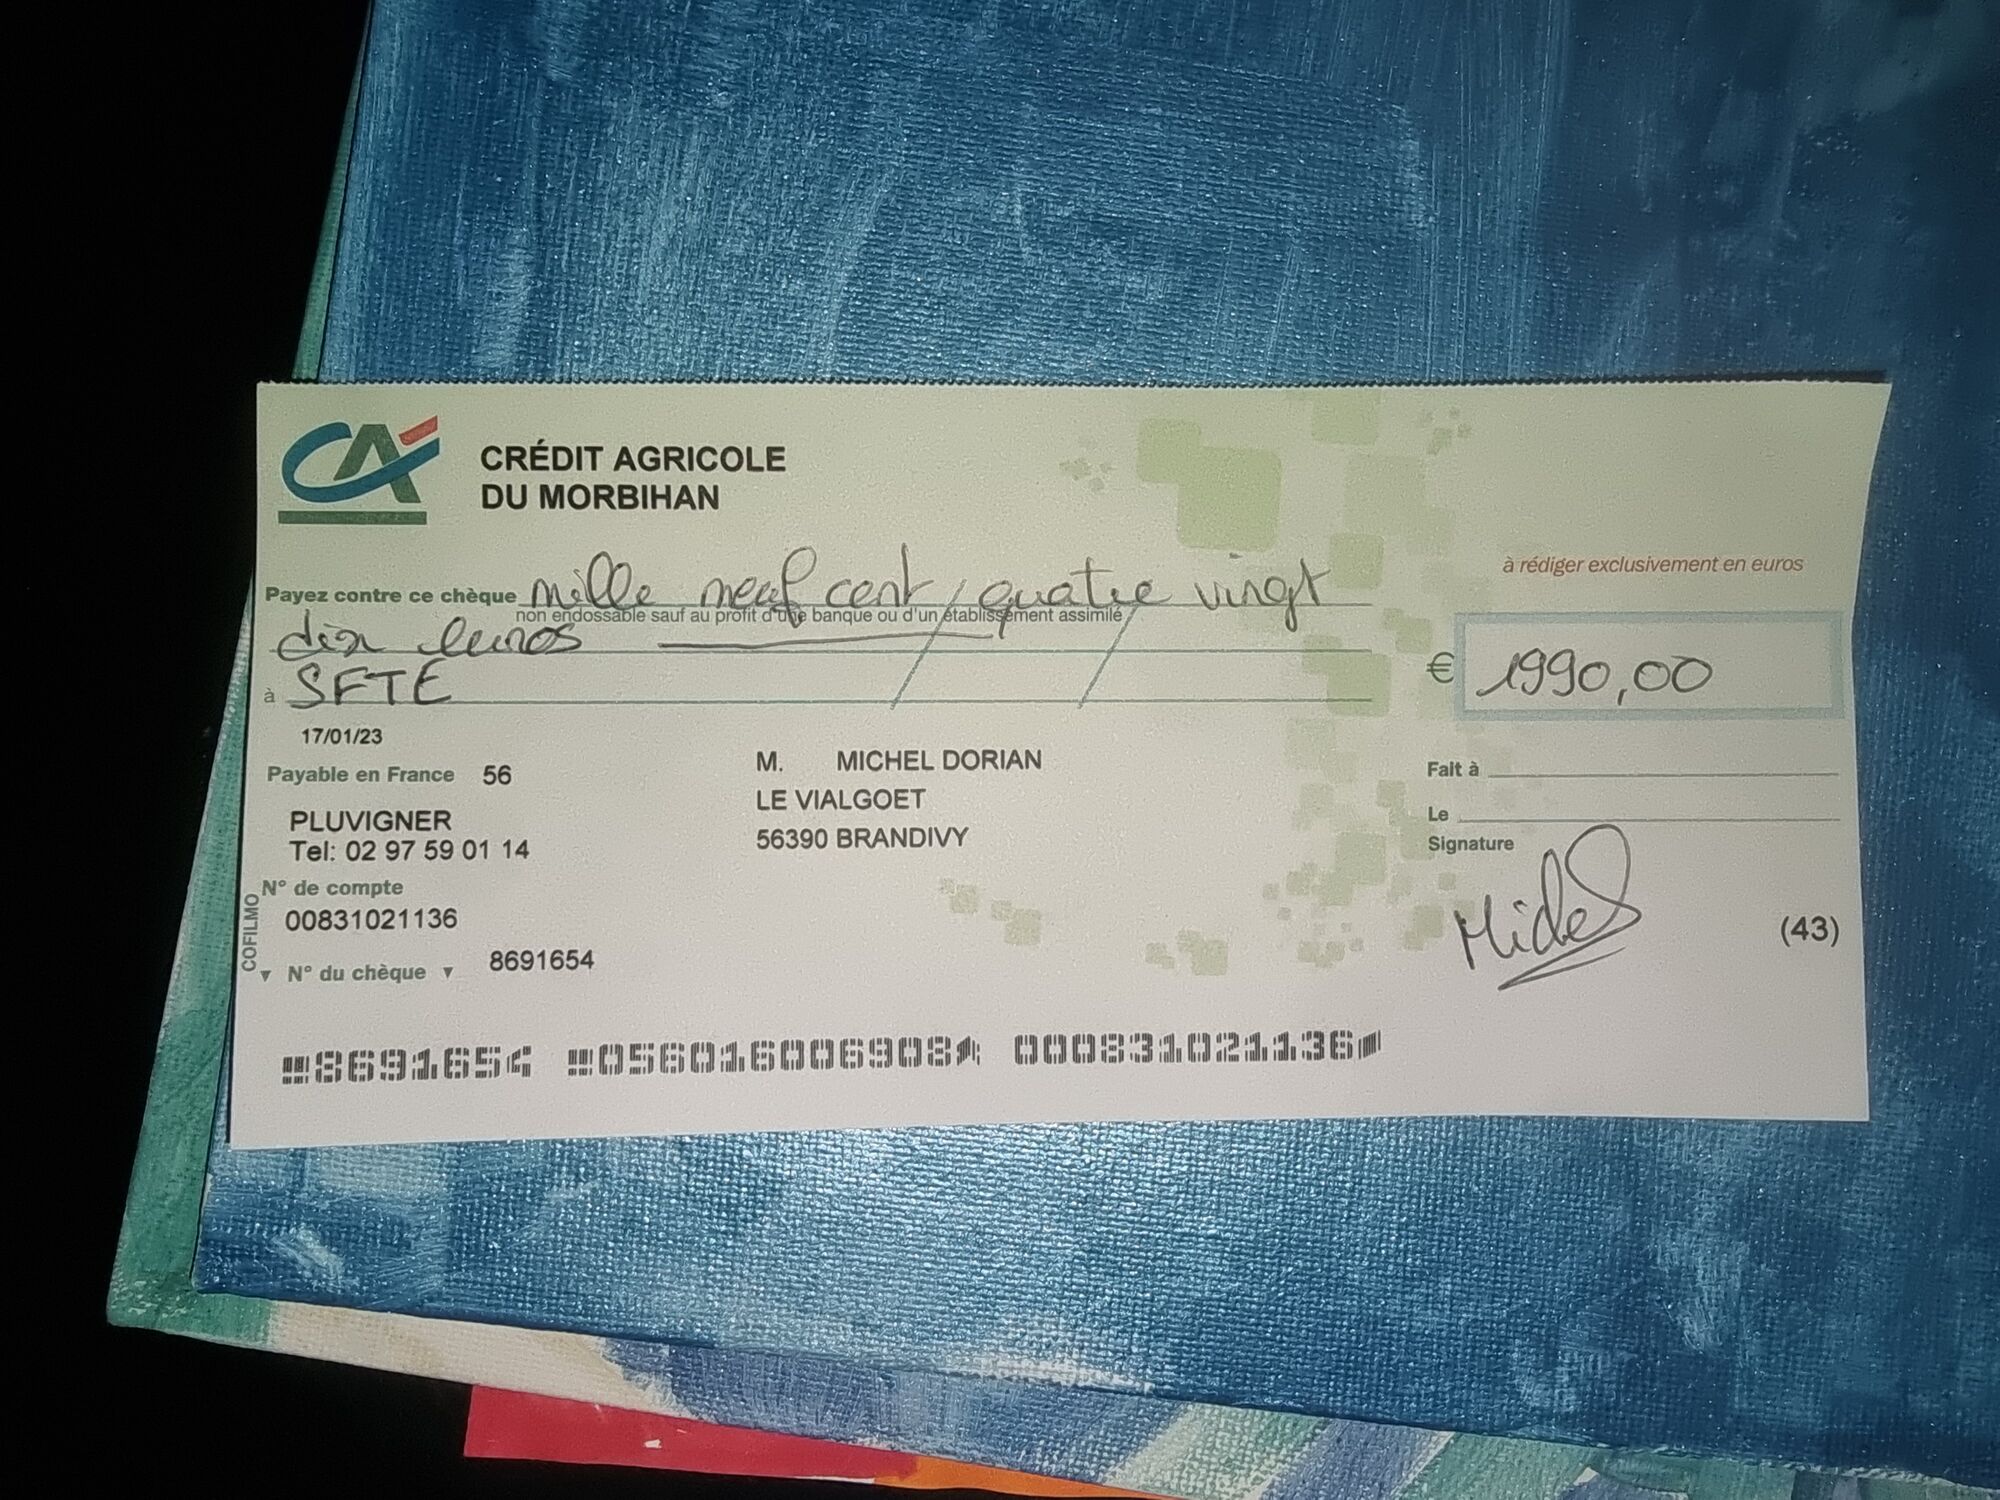 CA
CRÉDIT AGRICOLE
DU MORBIHAN
à rédiger exclusivement en euros
Payez contre ce chèque mille neuf cent quatre vingt
non endossable sauf au profit d'une banque ou d'un établissement assimilé
dix euros
€ 1990,00
à SFTE
17/01/23
Payable en France 56
PLUVIGNER
Tel: 02 97 59 01 14
N° de compte
00831021136
COFILMO
N° du chèque 8691654
M. MICHEL DORIAN
LE VIALGOET
56390 BRANDIVY
Fait à
Le
Signature
(43)
8691654 056016006908 000831021136